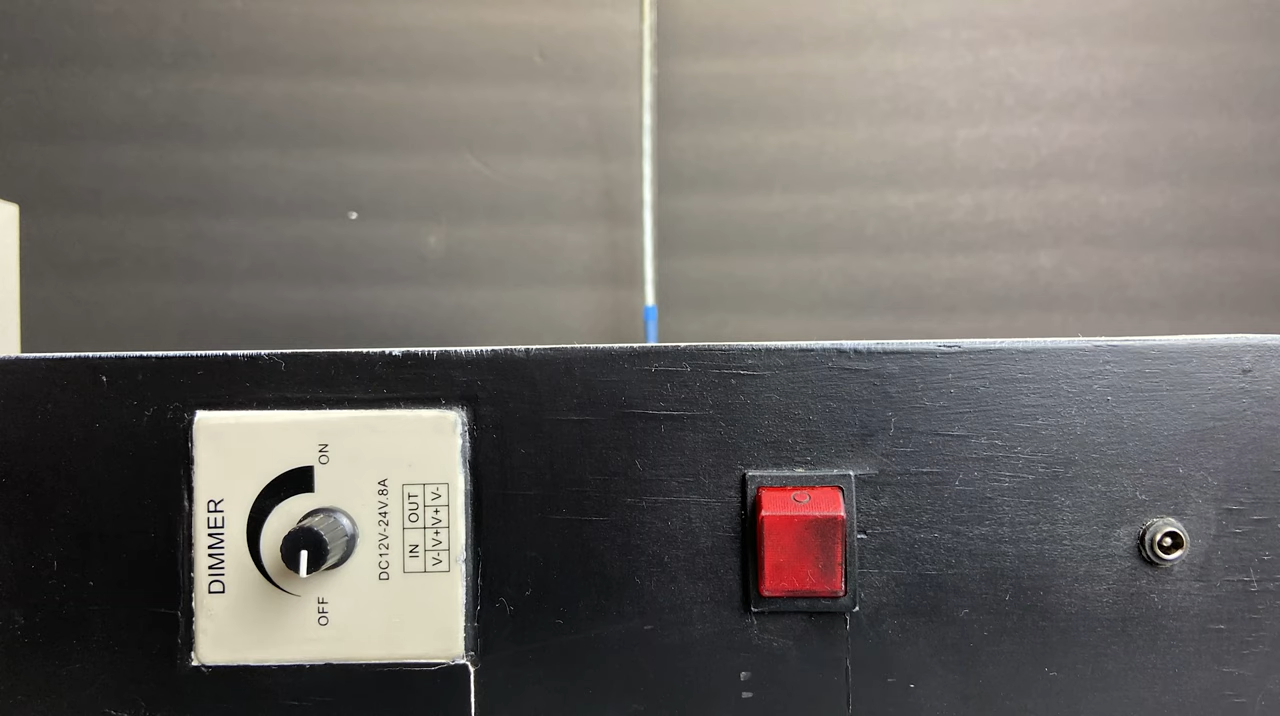 DIMMER
OFF
ON
DC12V-24V.8A
IN OUT
V- V+ V+ V-
O